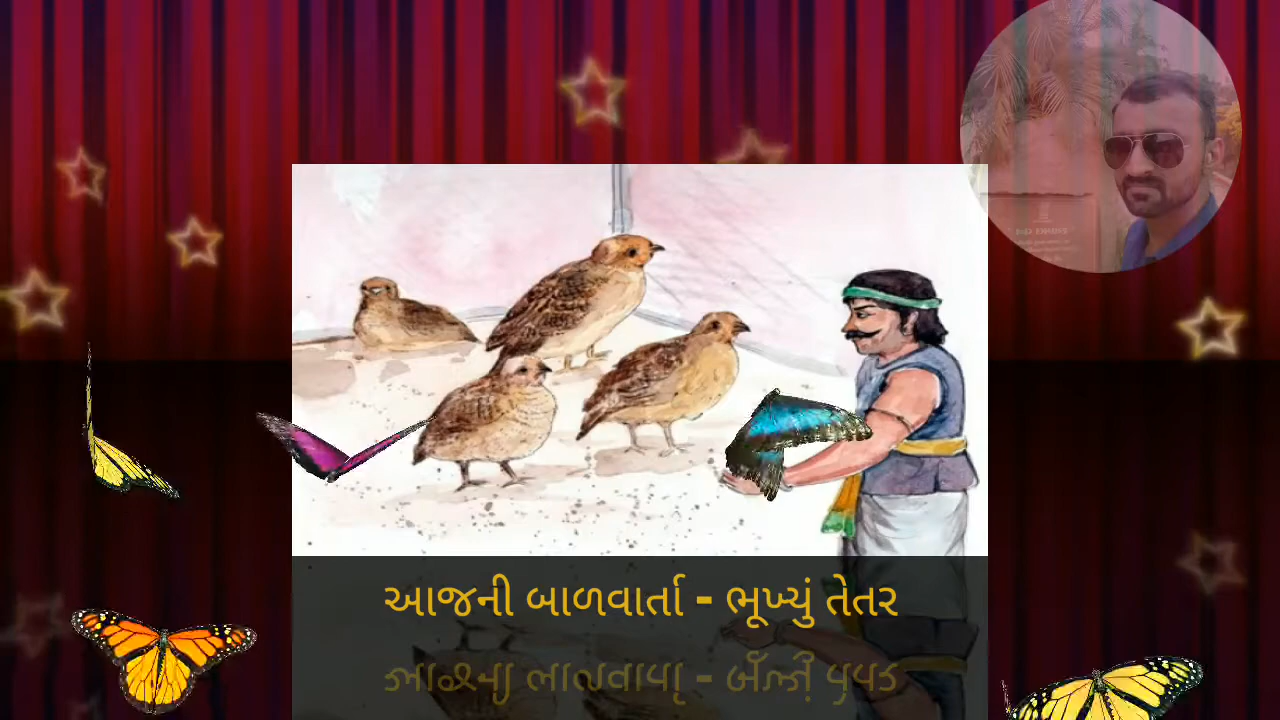 આજની બાળવાર્તા - ભૂખ્યું તેતર